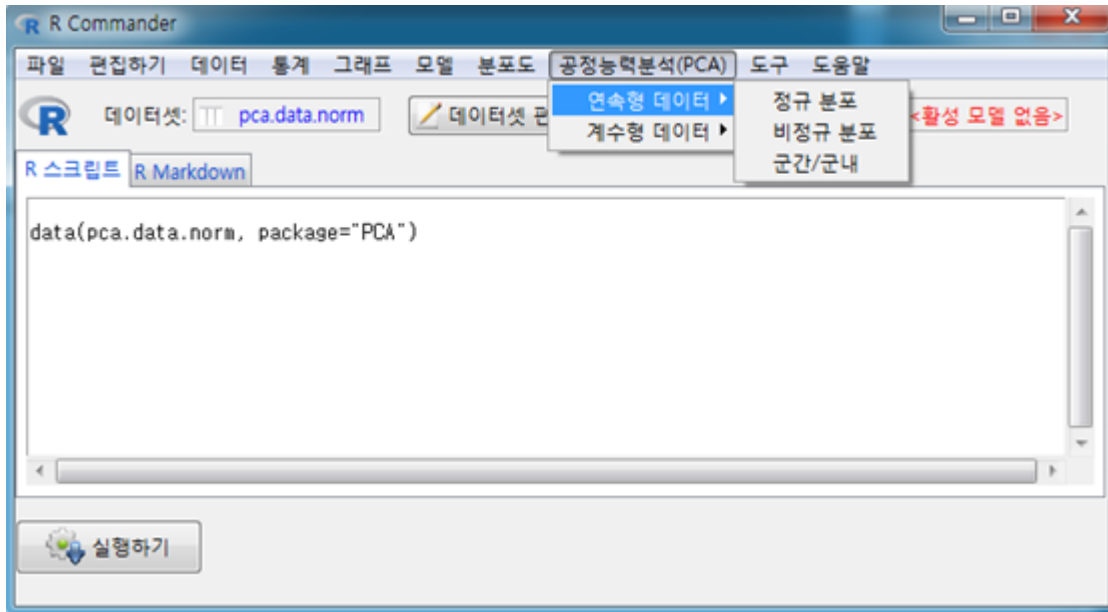 R R Commander
파일 편집하기 데이터 통계 그래프 모델 분포도 공정능력분석(PCA) 도구 도움말
연속형 데이터
계수형 데이터
정규 분포
비정규 분포
군간/군내
R 데이터셋: pca.data.norm 데이터셋 <활성 모델 없음>
R 스크립트 R Markdown
data(pca.data.norm, package="PCA")
실행하기